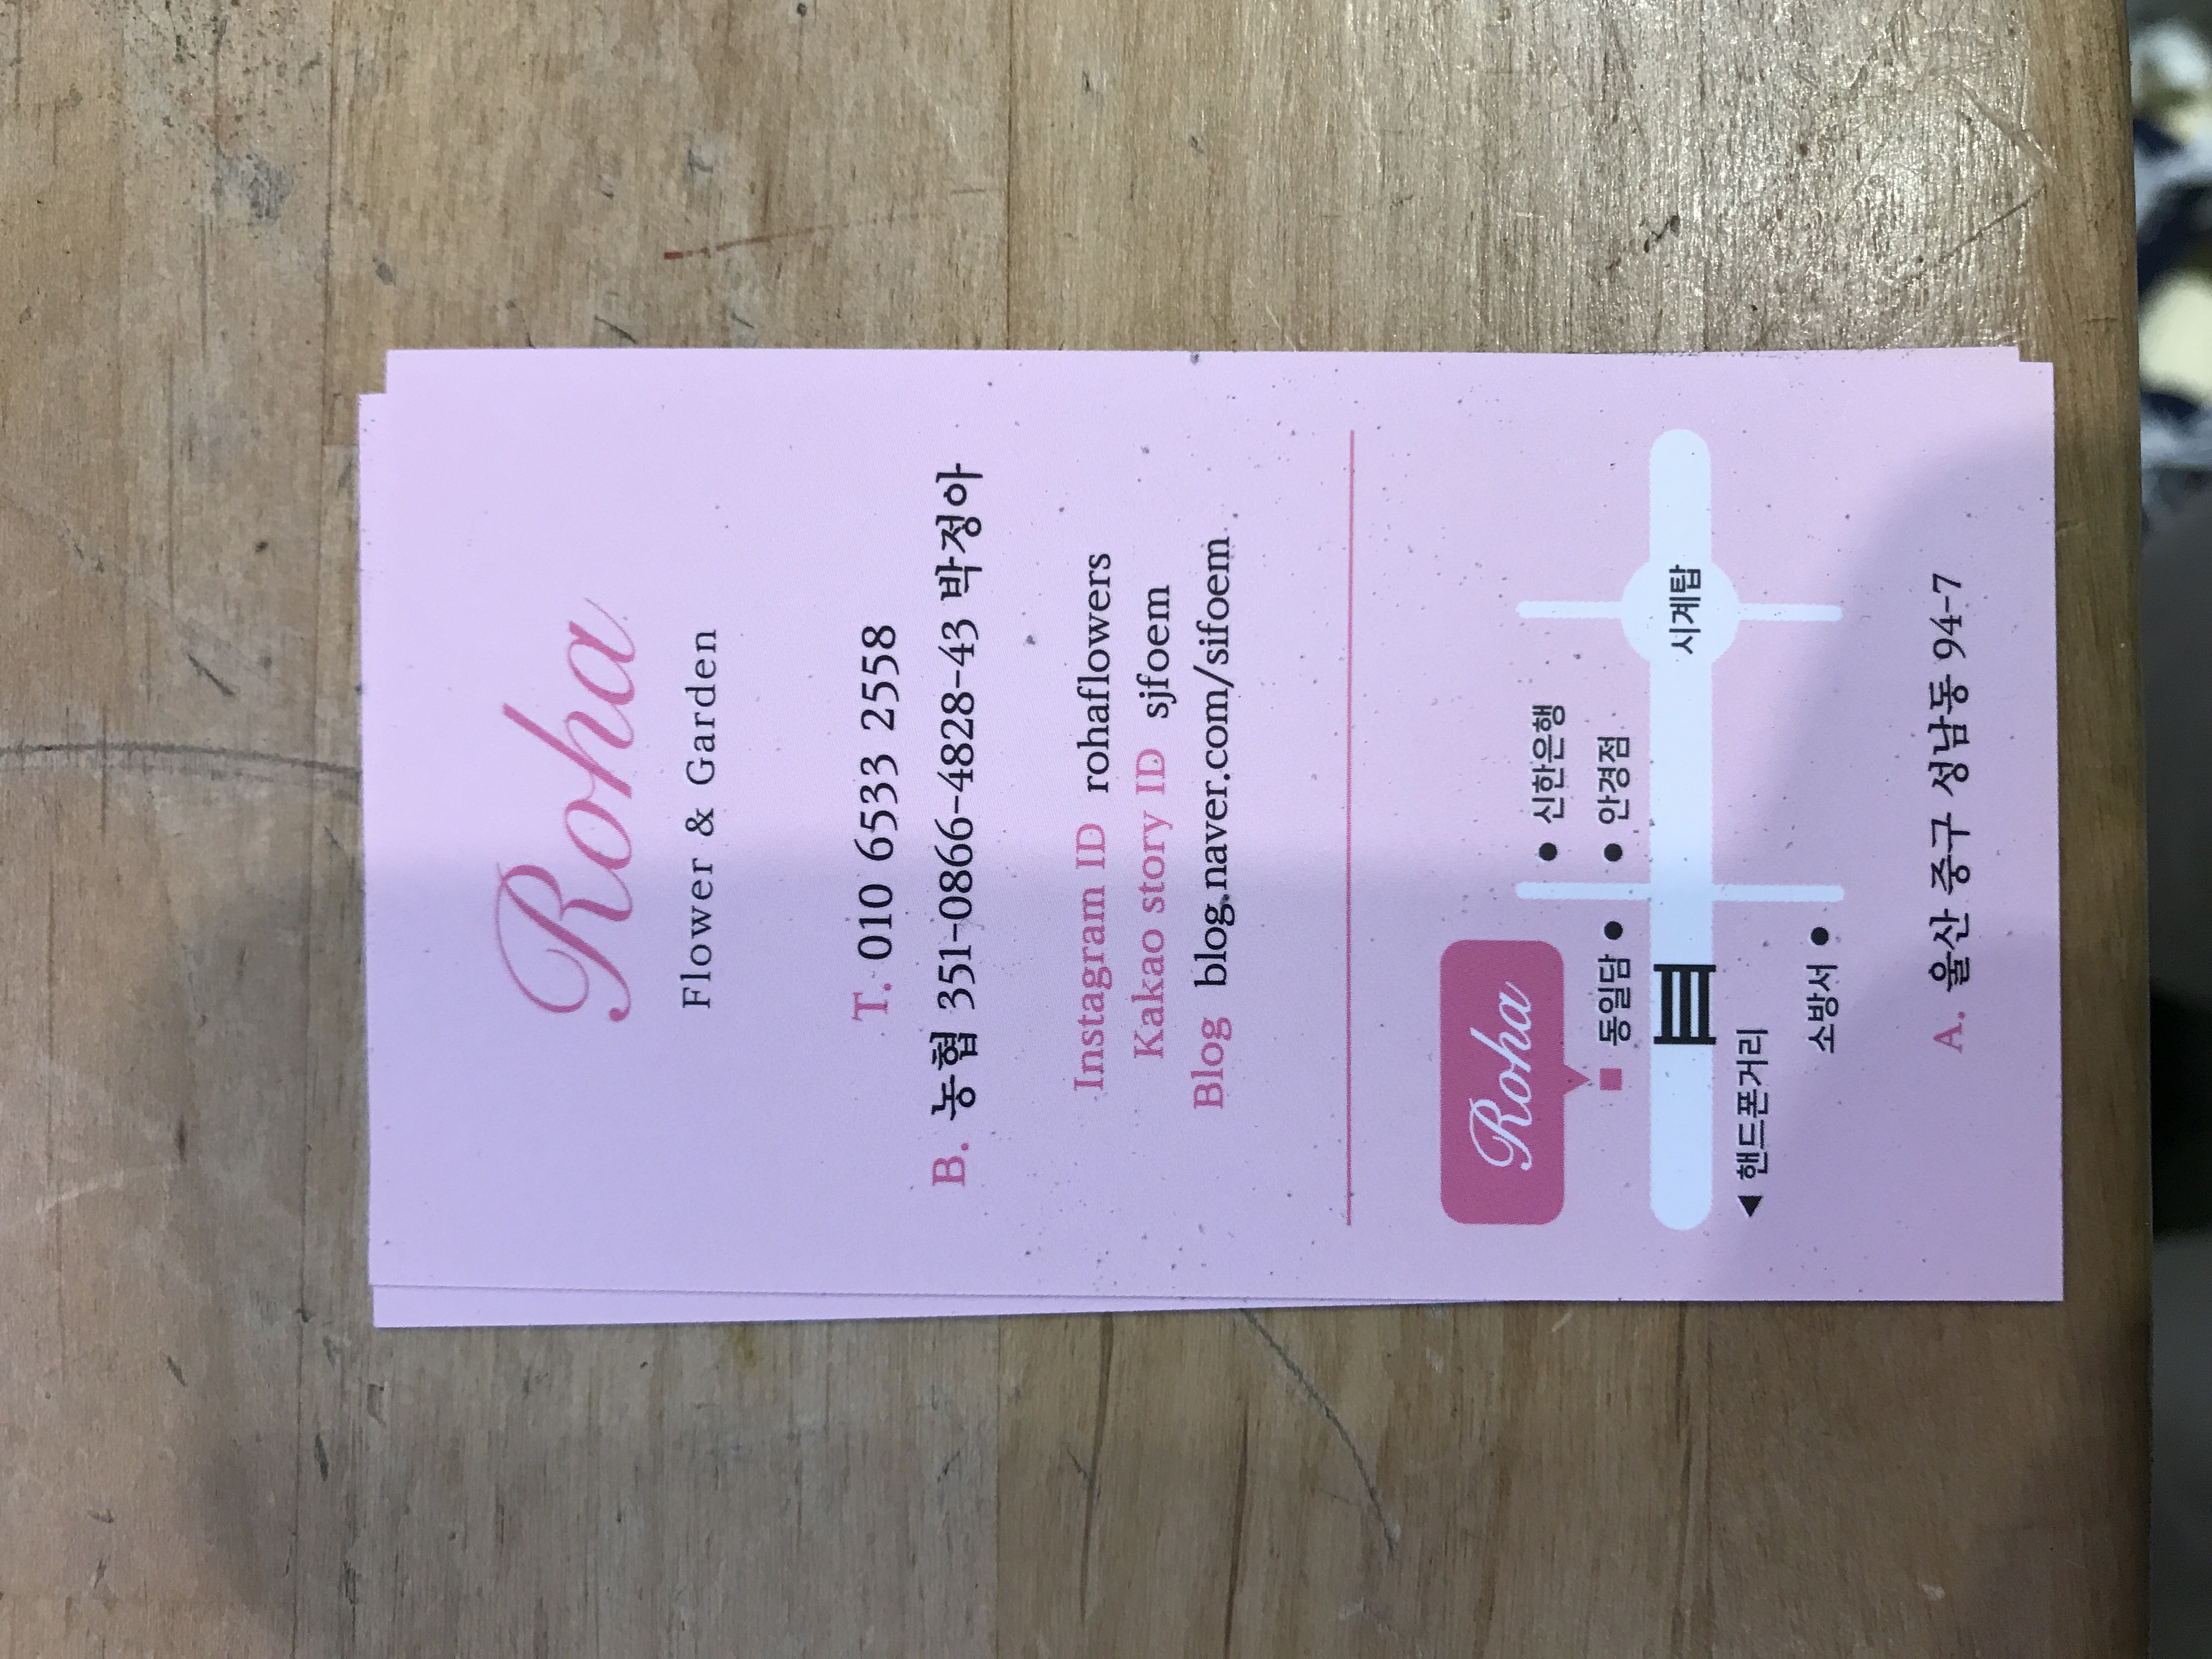 Roha
Flower & Garden
T. 010 6533 2558
B. 농협 351-0866-4828-43 박정아
Instagram ID rohaflowers
Kakao story ID sjfoem
Blog blog.naver.com/sifoem
Roha
신한은행
동일담
안경점
시계탑
핸드폰거리
소방서
A. 울산 중구 성남동 94-7